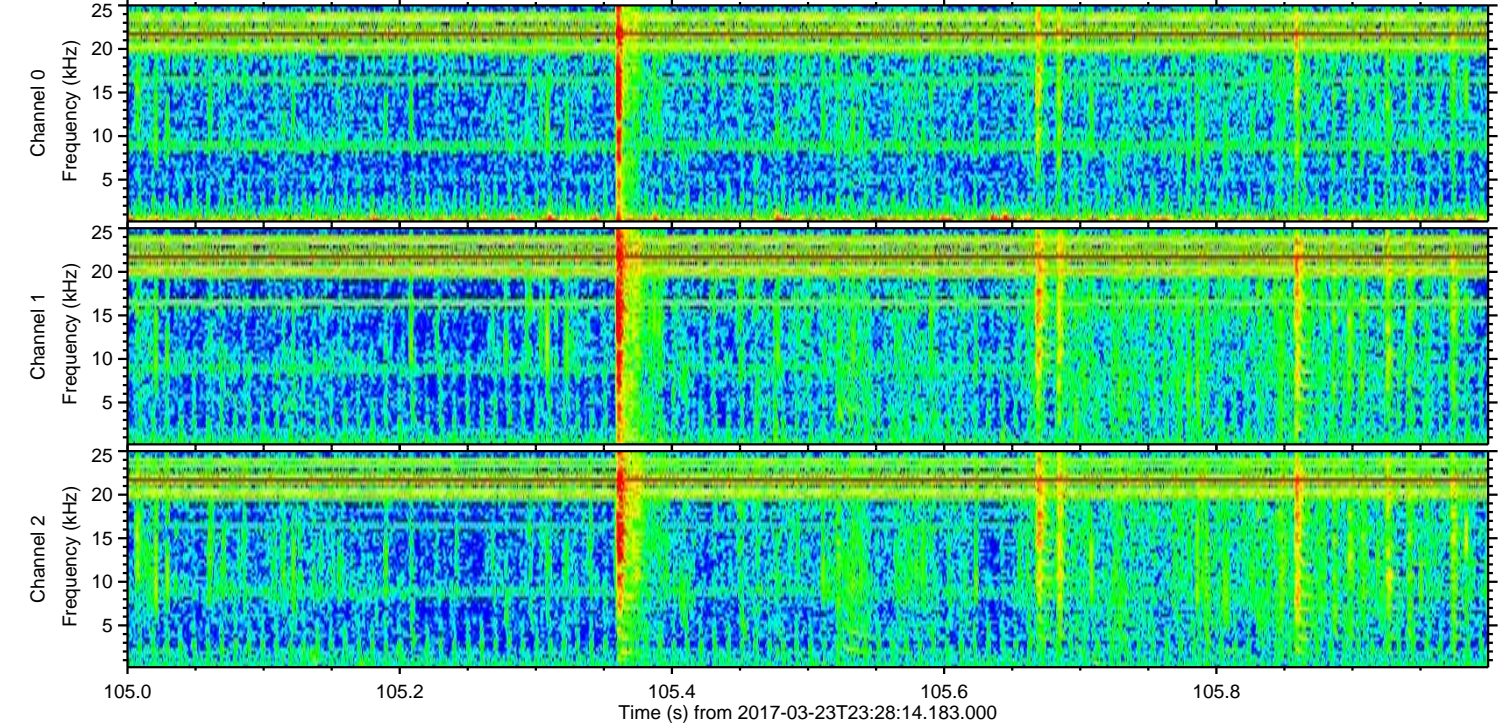 25
20
15
10
5
Channel 0
Frequency (kHz)
25
20
15
10
5
Channel 1
Frequency (kHz)
25
20
15
10
5
Channel 2
Frequency (kHz)
105.0 105.2 105.4 105.6 105.8
Time (s) from 2017-03-23T23:28:14.183.000